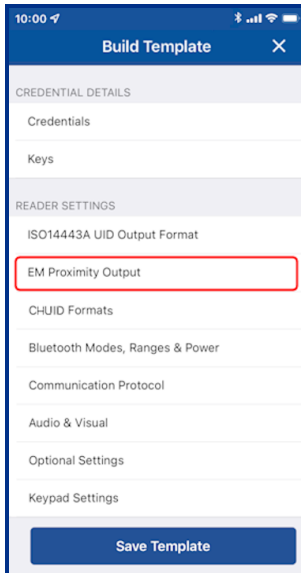 10:00
Build Template
CREDENTIAL DETAILS
Credentials
Keys
READER SETTINGS
ISO14443A UID Output Format
EM Proximity Output
CHUID Formats
Bluetooth Modes, Ranges & Power
Communication Protocol
Audio & Visual
Optional Settings
Keypad Settings
Save Template